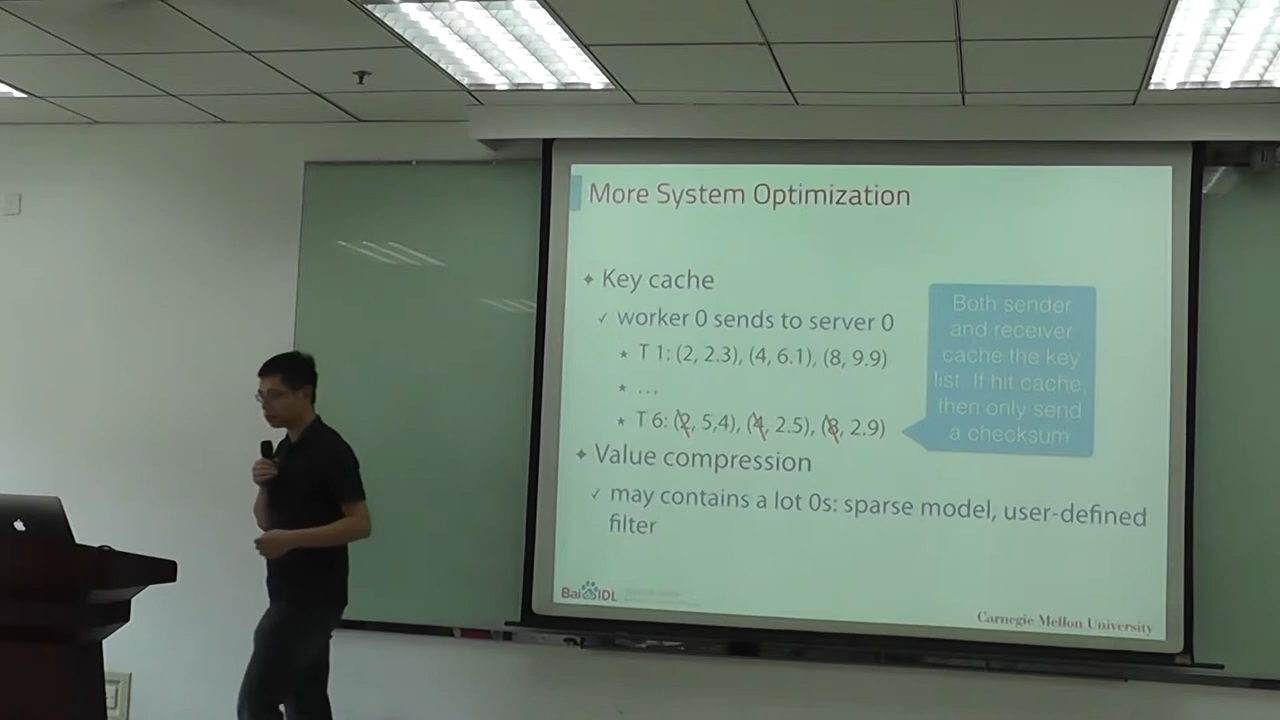 More System Optimization
Key cache
worker 0 sends to server 0
T 1: (2, 2.3), (4, 6.1), (8, 9.9)
...
T 6: (2, 5,4), (4, 2.5), (8, 2.9)
Both sender
and receiver
cache the key
list. If hit cache,
then only send
a checksum
Value compression
may contains a lot 0s: sparse model, user-defined
filter
Bai IDL
Carnegie Mellon University